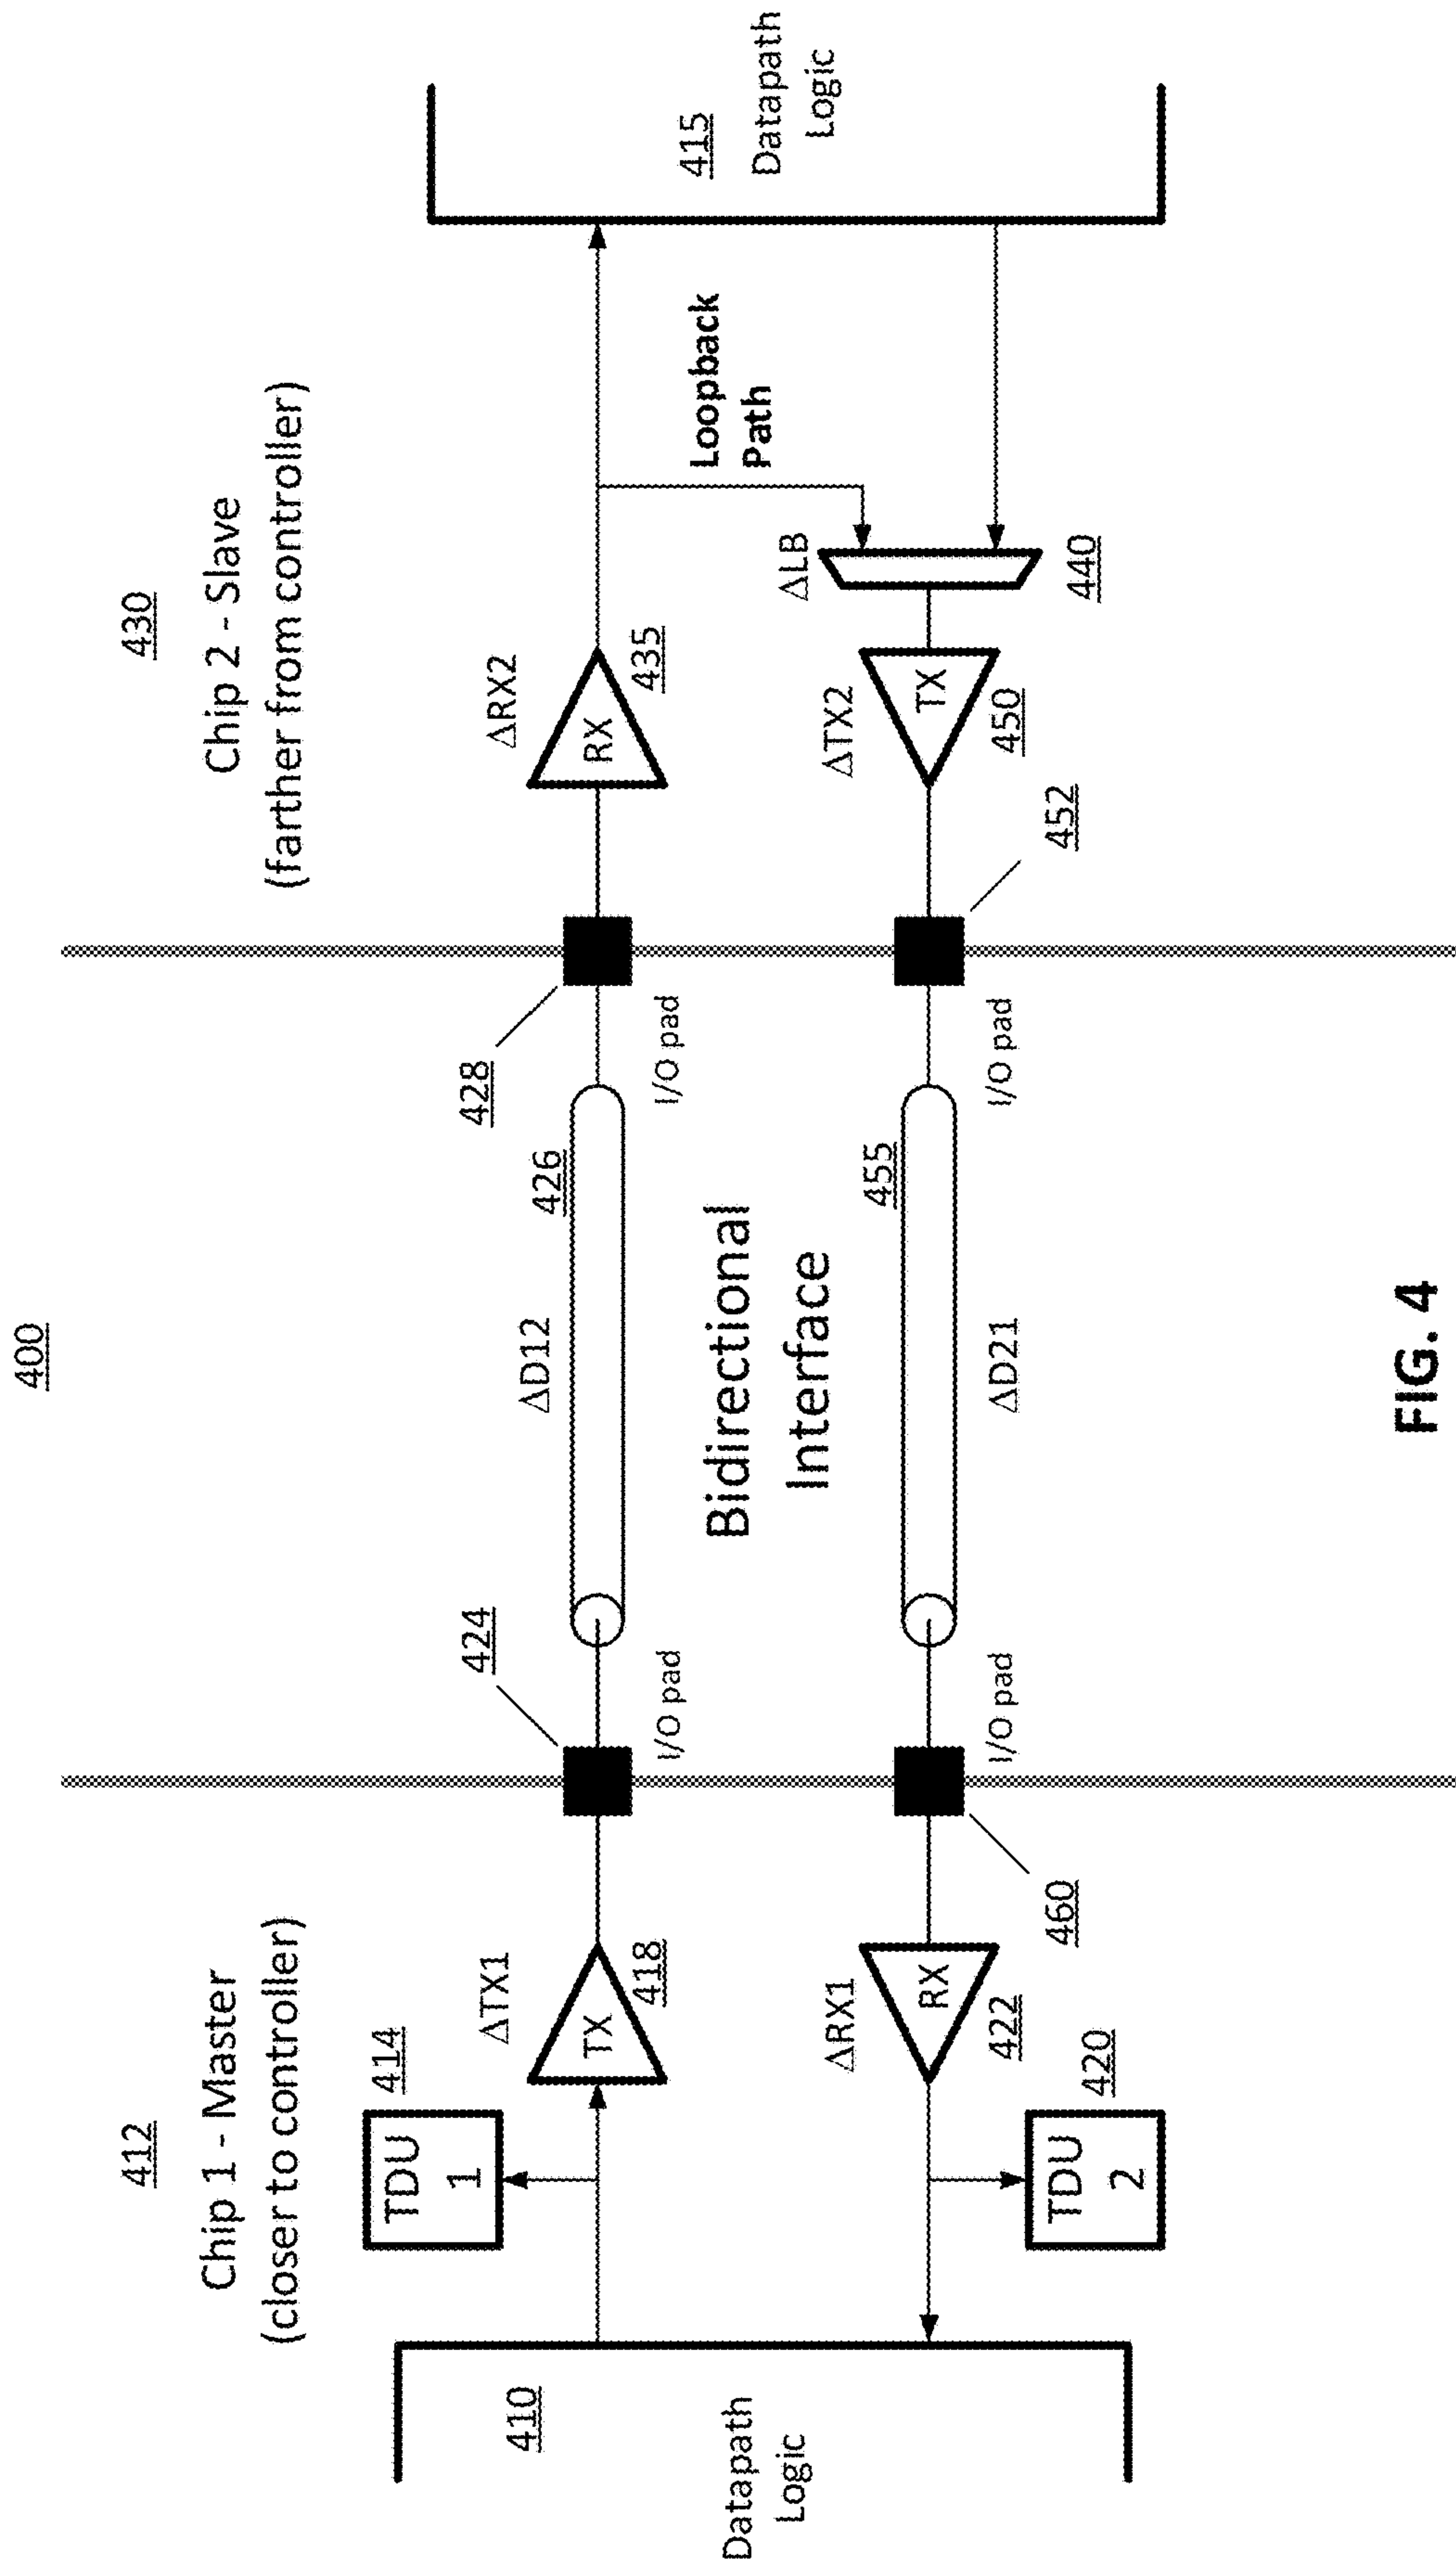 400
412
Chip 1 - Master
(closer to controller)
430
Chip 2 - Slave
(farther from controller)
410
Datapath
Logic
TDU
1
414
ΔTX1
TX
418
424
I/O pad
ΔD12
426
428
I/O pad
ΔRX2
RX
435
Loopback
Path
415
Datapath
Logic
Bidirectional
Interface
TDU
2
420
ΔRX1
RX
422
460
I/O pad
ΔD21
455
I/O pad
452
ΔTX2
TX
450
ΔLB
440
FIG. 4